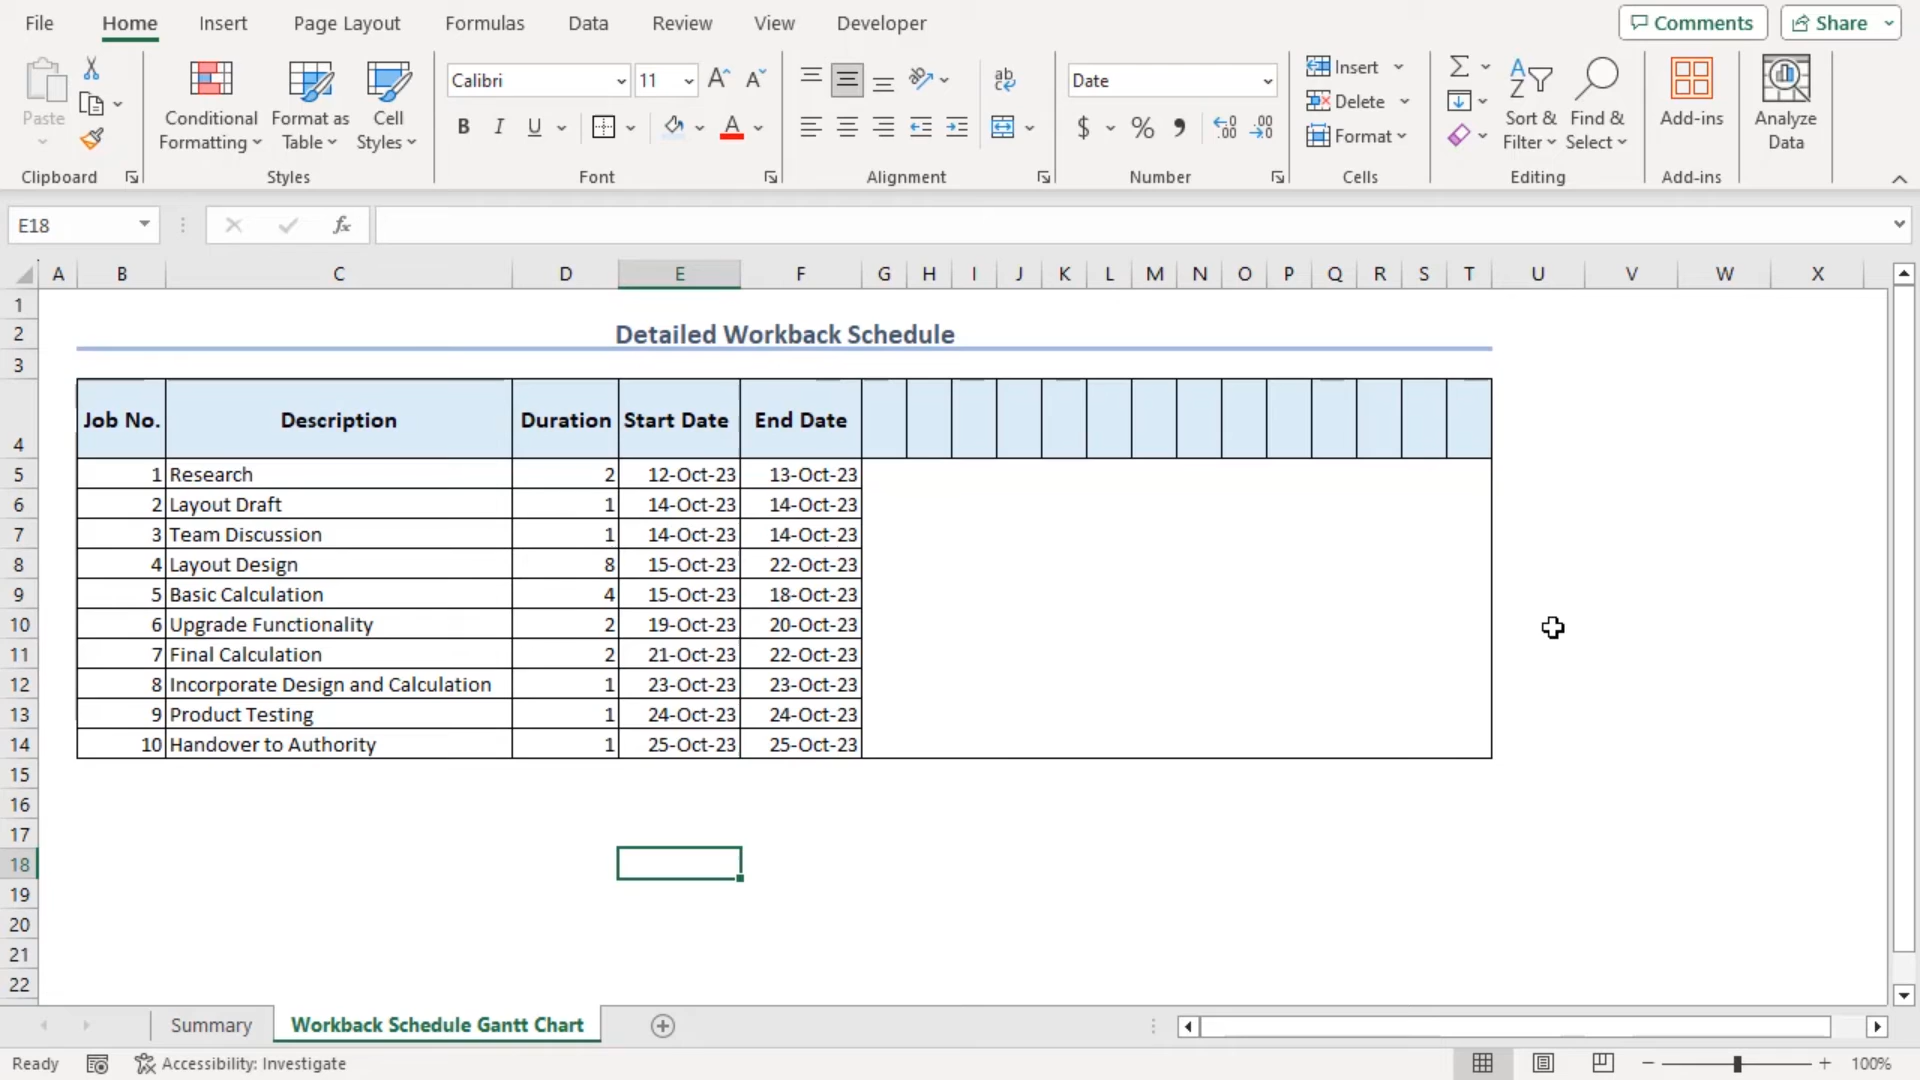 File Home Insert Page Layout Formulas Data Review View Developer Comments Share
Calibri 11 A A ab Date Insert Σ A Z
Paste Conditional Formatting Format as Table Cell Styles B I U A $ % 9 Delete Format Sort & Filter Find & Select Add-ins Analyze Data
Clipboard Styles Font Alignment Number Cells Editing Add-ins
E18 fx
A B C D E F G H I J K L M N O P Q R S T U V W X
1
2 Detailed Workback Schedule
3
4 Job No. Description Duration Start Date End Date
5 1 Research 2 12-Oct-23 13-Oct-23
6 2 Layout Draft 1 14-Oct-23 14-Oct-23
7 3 Team Discussion 1 14-Oct-23 14-Oct-23
8 4 Layout Design 8 15-Oct-23 22-Oct-23
9 5 Basic Calculation 4 15-Oct-23 18-Oct-23
10 6 Upgrade Functionality 2 19-Oct-23 20-Oct-23
11 7 Final Calculation 2 21-Oct-23 22-Oct-23
12 8 Incorporate Design and Calculation 1 23-Oct-23 23-Oct-23
13 9 Product Testing 1 24-Oct-23 24-Oct-23
14 10 Handover to Authority 1 25-Oct-23 25-Oct-23
15
16
17
18
19
20
21
22
Summary Workback Schedule Gantt Chart
Ready Accessibility: Investigate 100%